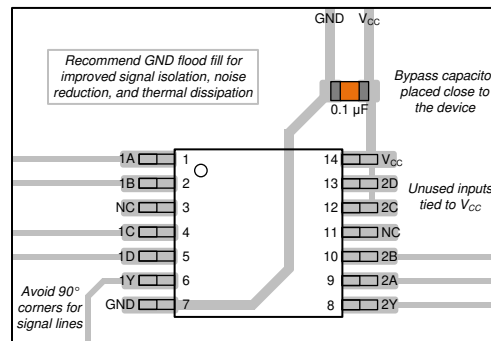 GND VCC
Recommend GND flood fill for
improved signal isolation, noise
reduction, and thermal dissipation
Bypass capacitor
placed close to
the device
0.1 µF
1A 1 14 VCC
1B 2 13 2D
NC 3 12 2C
1C 4 11 NC
1D 5 10 2B
1Y 6 9 2A
GND 7 8 2Y
Unused inputs
tied to VCC
Avoid 90°
corners for
signal lines